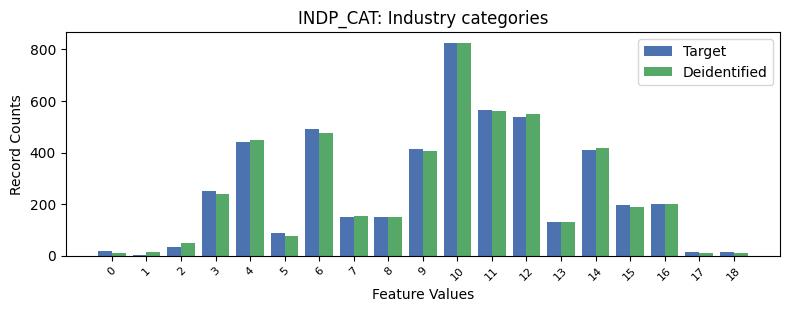 INDP_CAT: Industry categories
Target
Deidentified
Record Counts
800
600
400
200
0
0 1 2 3 4 5 6 7 8 9 10 11 12 13 14 15 16 17 18
Feature Values